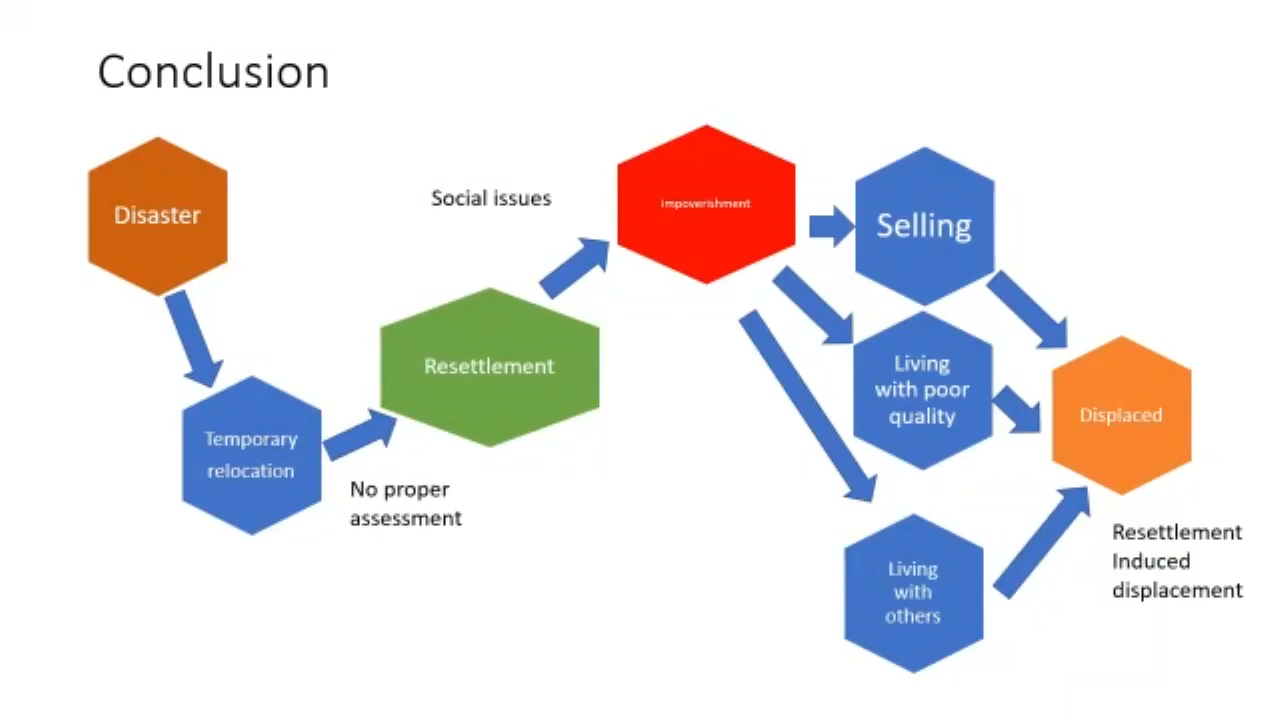 Conclusion
Disaster
Temporary
relocation
No proper
assessment
Resettlement
Social issues
impoverishment
Selling
Living
with poor
quality
Living
with
others
Displaced
Resettlement
Induced
displacement